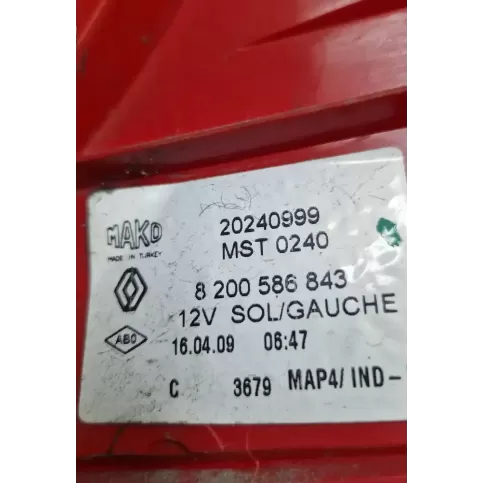 MAKO
MADE IN TURKEY
20240999
MST 0240
8 200 586 843
12V SOL/GAUCHE
ABO
16.04.09 06:47
C 3679 MAP4/ IND-